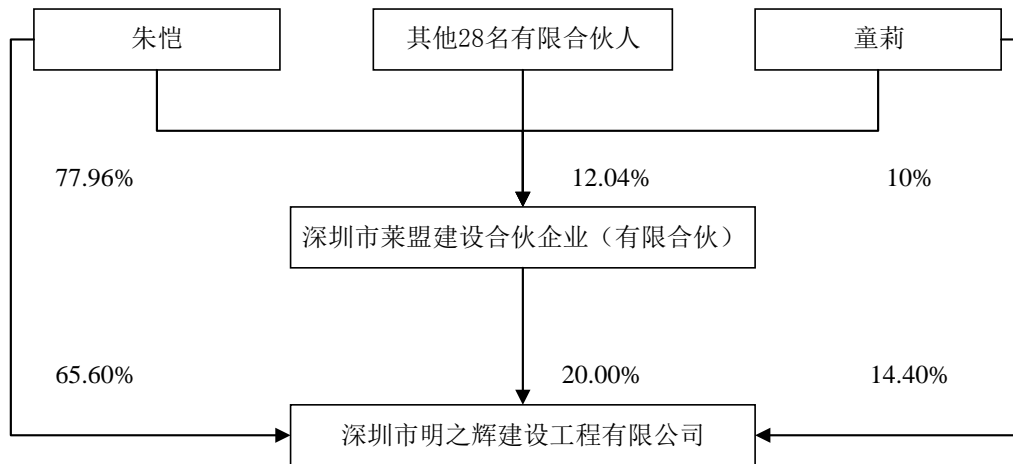 朱恺
其他28名有限合伙人
童莉
77.96%
12.04%
10%
深圳市莱盟建设合伙企业（有限合伙）
65.60%
20.00%
14.40%
深圳市明之辉建设工程有限公司